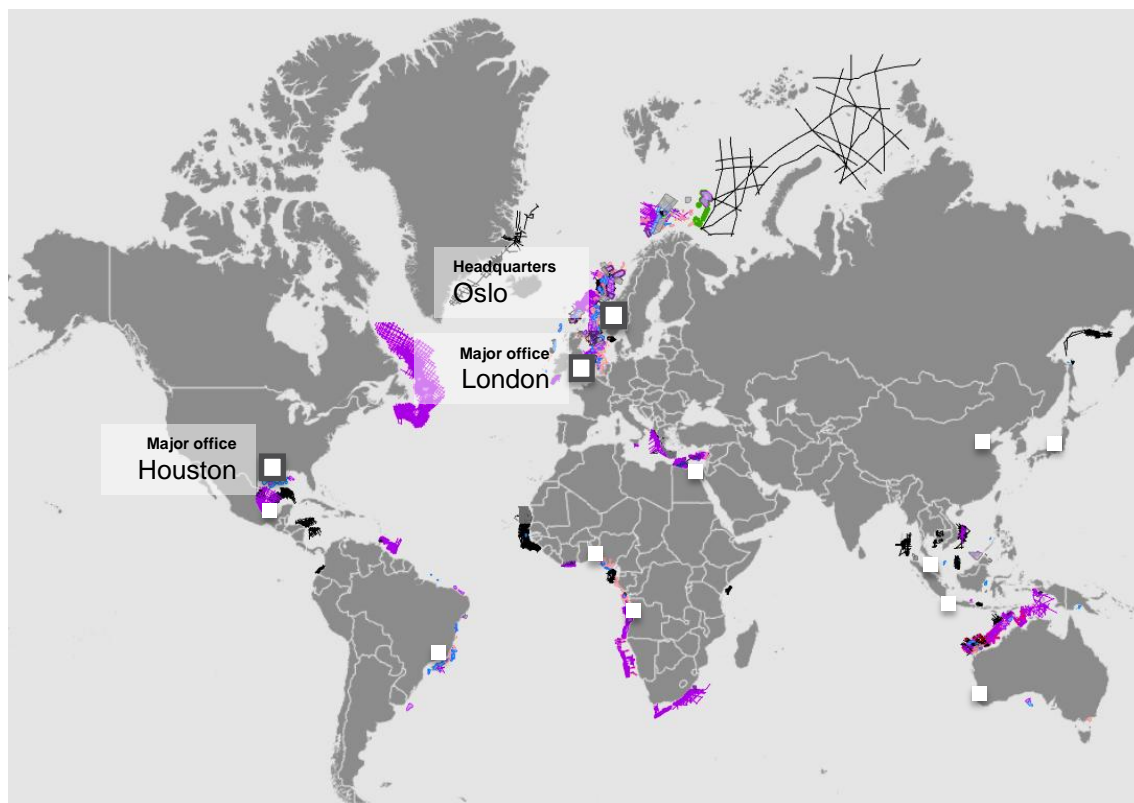 Headquarters
Oslo
Major office
London
Major office
Houston